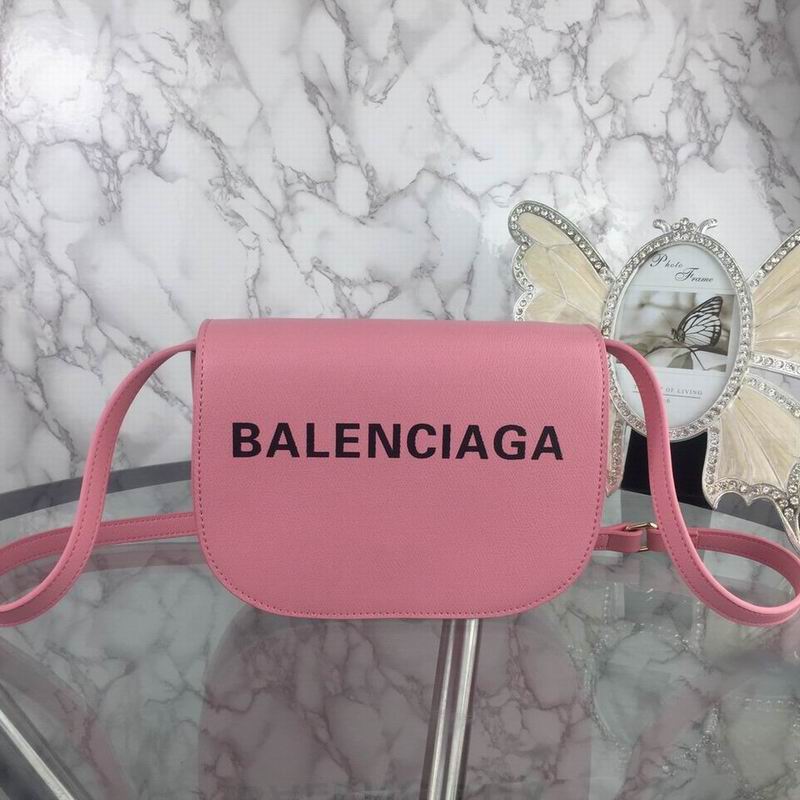 BALENCIAGA
Photo
Frame
OF LIVING